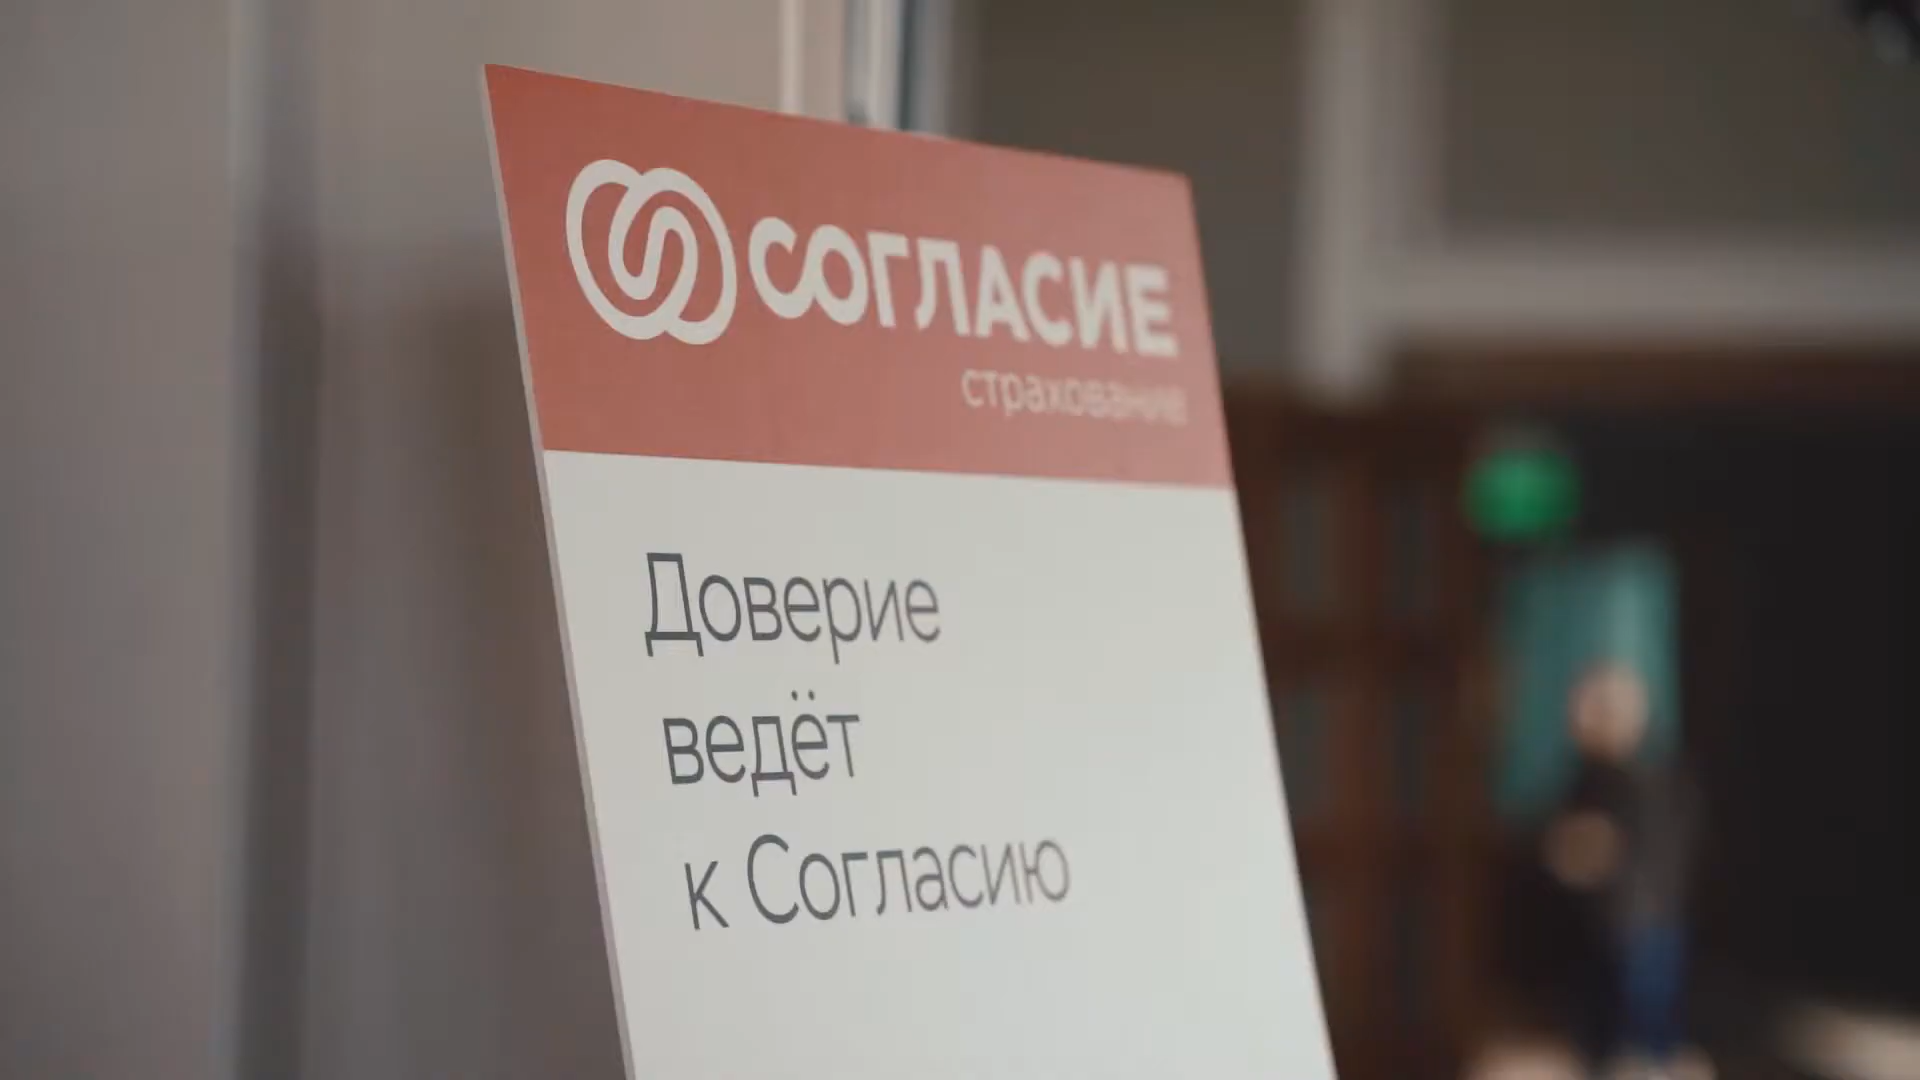 СОГЛАСИЕ
страхование
Доверие
ведёт
к Согласию